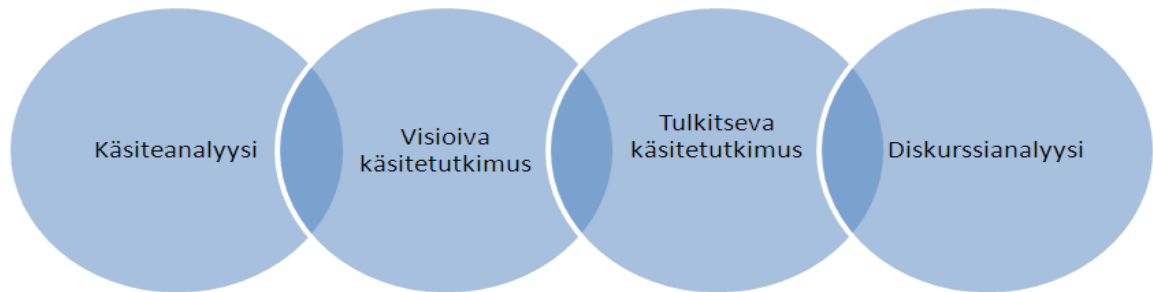 Käsiteanalyysi
Visioiva
käsitetutkimus
Tulkitseva
käsitetutkimus
Diskurssianalyysi